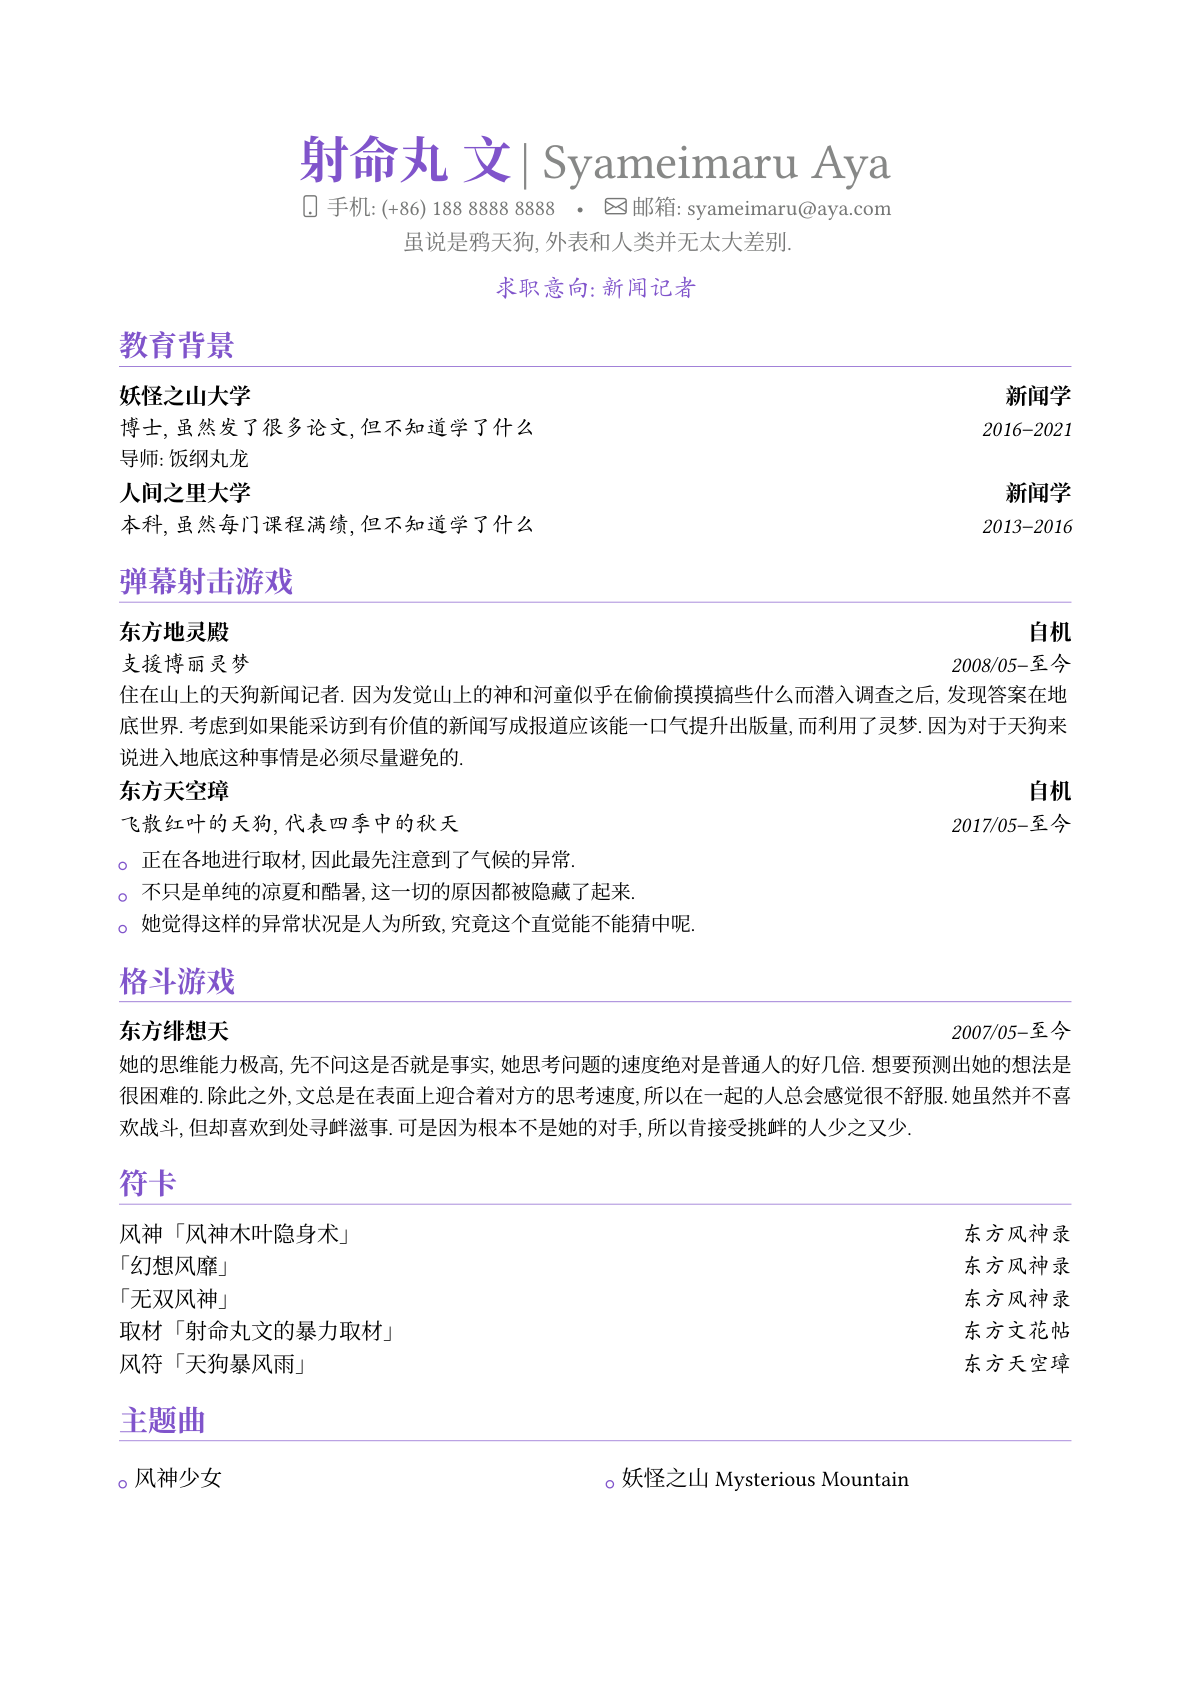 射命丸 文 | Syameimaru Aya
手机: (+86) 188 8888 8888 • 邮箱: syameimaru@aya.com
虽说是鸦天狗, 外表和人类并无太大差别.
求职意向: 新闻记者
教育背景
妖怪之山大学 新闻学
博士, 虽然发了很多论文, 但不知道学了什么 2016–2021
导师: 饭纲丸龙
人间之里大学 新闻学
本科, 虽然每门课程满绩, 但不知道学了什么 2013–2016
弹幕射击游戏
东方地灵殿 自机
支援博丽灵梦 2008/05–至今
住在山上的天狗新闻记者. 因为发觉山上的神和河童似乎在偷偷摸摸搞些什么而潜入调查之后, 发现答案在地
底世界. 考虑到如果能采访到有价值的新闻写成报道应该能一口气提升出版量, 而利用了灵梦. 因为对于天狗来
说进入地底这种事情是必须尽量避免的.
东方天空璋 自机
飞散红叶的天狗, 代表四季中的秋天 2017/05–至今
正在各地进行取材, 因此最先注意到了气候的异常.
不只是单纯的凉夏和酷暑, 这一切的原因都被隐藏了起来.
她觉得这样的异常状况是人为所致, 究竟这个直觉能不能猜中呢.
格斗游戏
东方绯想天 2007/05–至今
她的思维能力极高, 先不问这是否就是事实, 她思考问题的速度绝对是普通人的好几倍. 想要预测出她的想法是
很困难的. 除此之外, 文总是在表面上迎合着对方的思考速度, 所以在一起的人总会感觉很不舒服. 她虽然并不喜
欢战斗, 但却喜欢到处寻衅滋事. 可是因为根本不是她的对手, 所以肯接受挑衅的人少之又少.
符卡
风神「风神木叶隐身术」 东方风神录
「幻想风靡」 东方风神录
「无双风神」 东方风神录
取材「射命丸文的暴力取材」 东方文花帖
风符「天狗暴风雨」 东方天空璋
主题曲
风神少女 妖怪之山 Mysterious Mountain